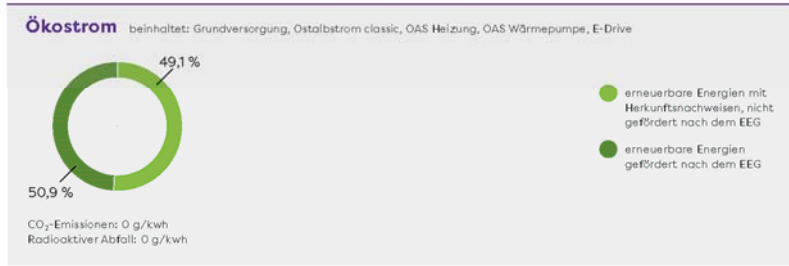 Ökostrom beinhaltet: Grundversorgung, Ostalbstrom classic, OAS Heizung, OAS Wärmepumpe, E-Drive
49,1 %
50,9 %
erneuerbare Energien mit
Herkunftsnachweisen, nicht
gefördert nach dem EEG
erneuerbare Energien
gefördert nach dem EEG
CO₂-Emissionen: 0 g/kwh
Radioaktiver Abfall: 0 g/kwh